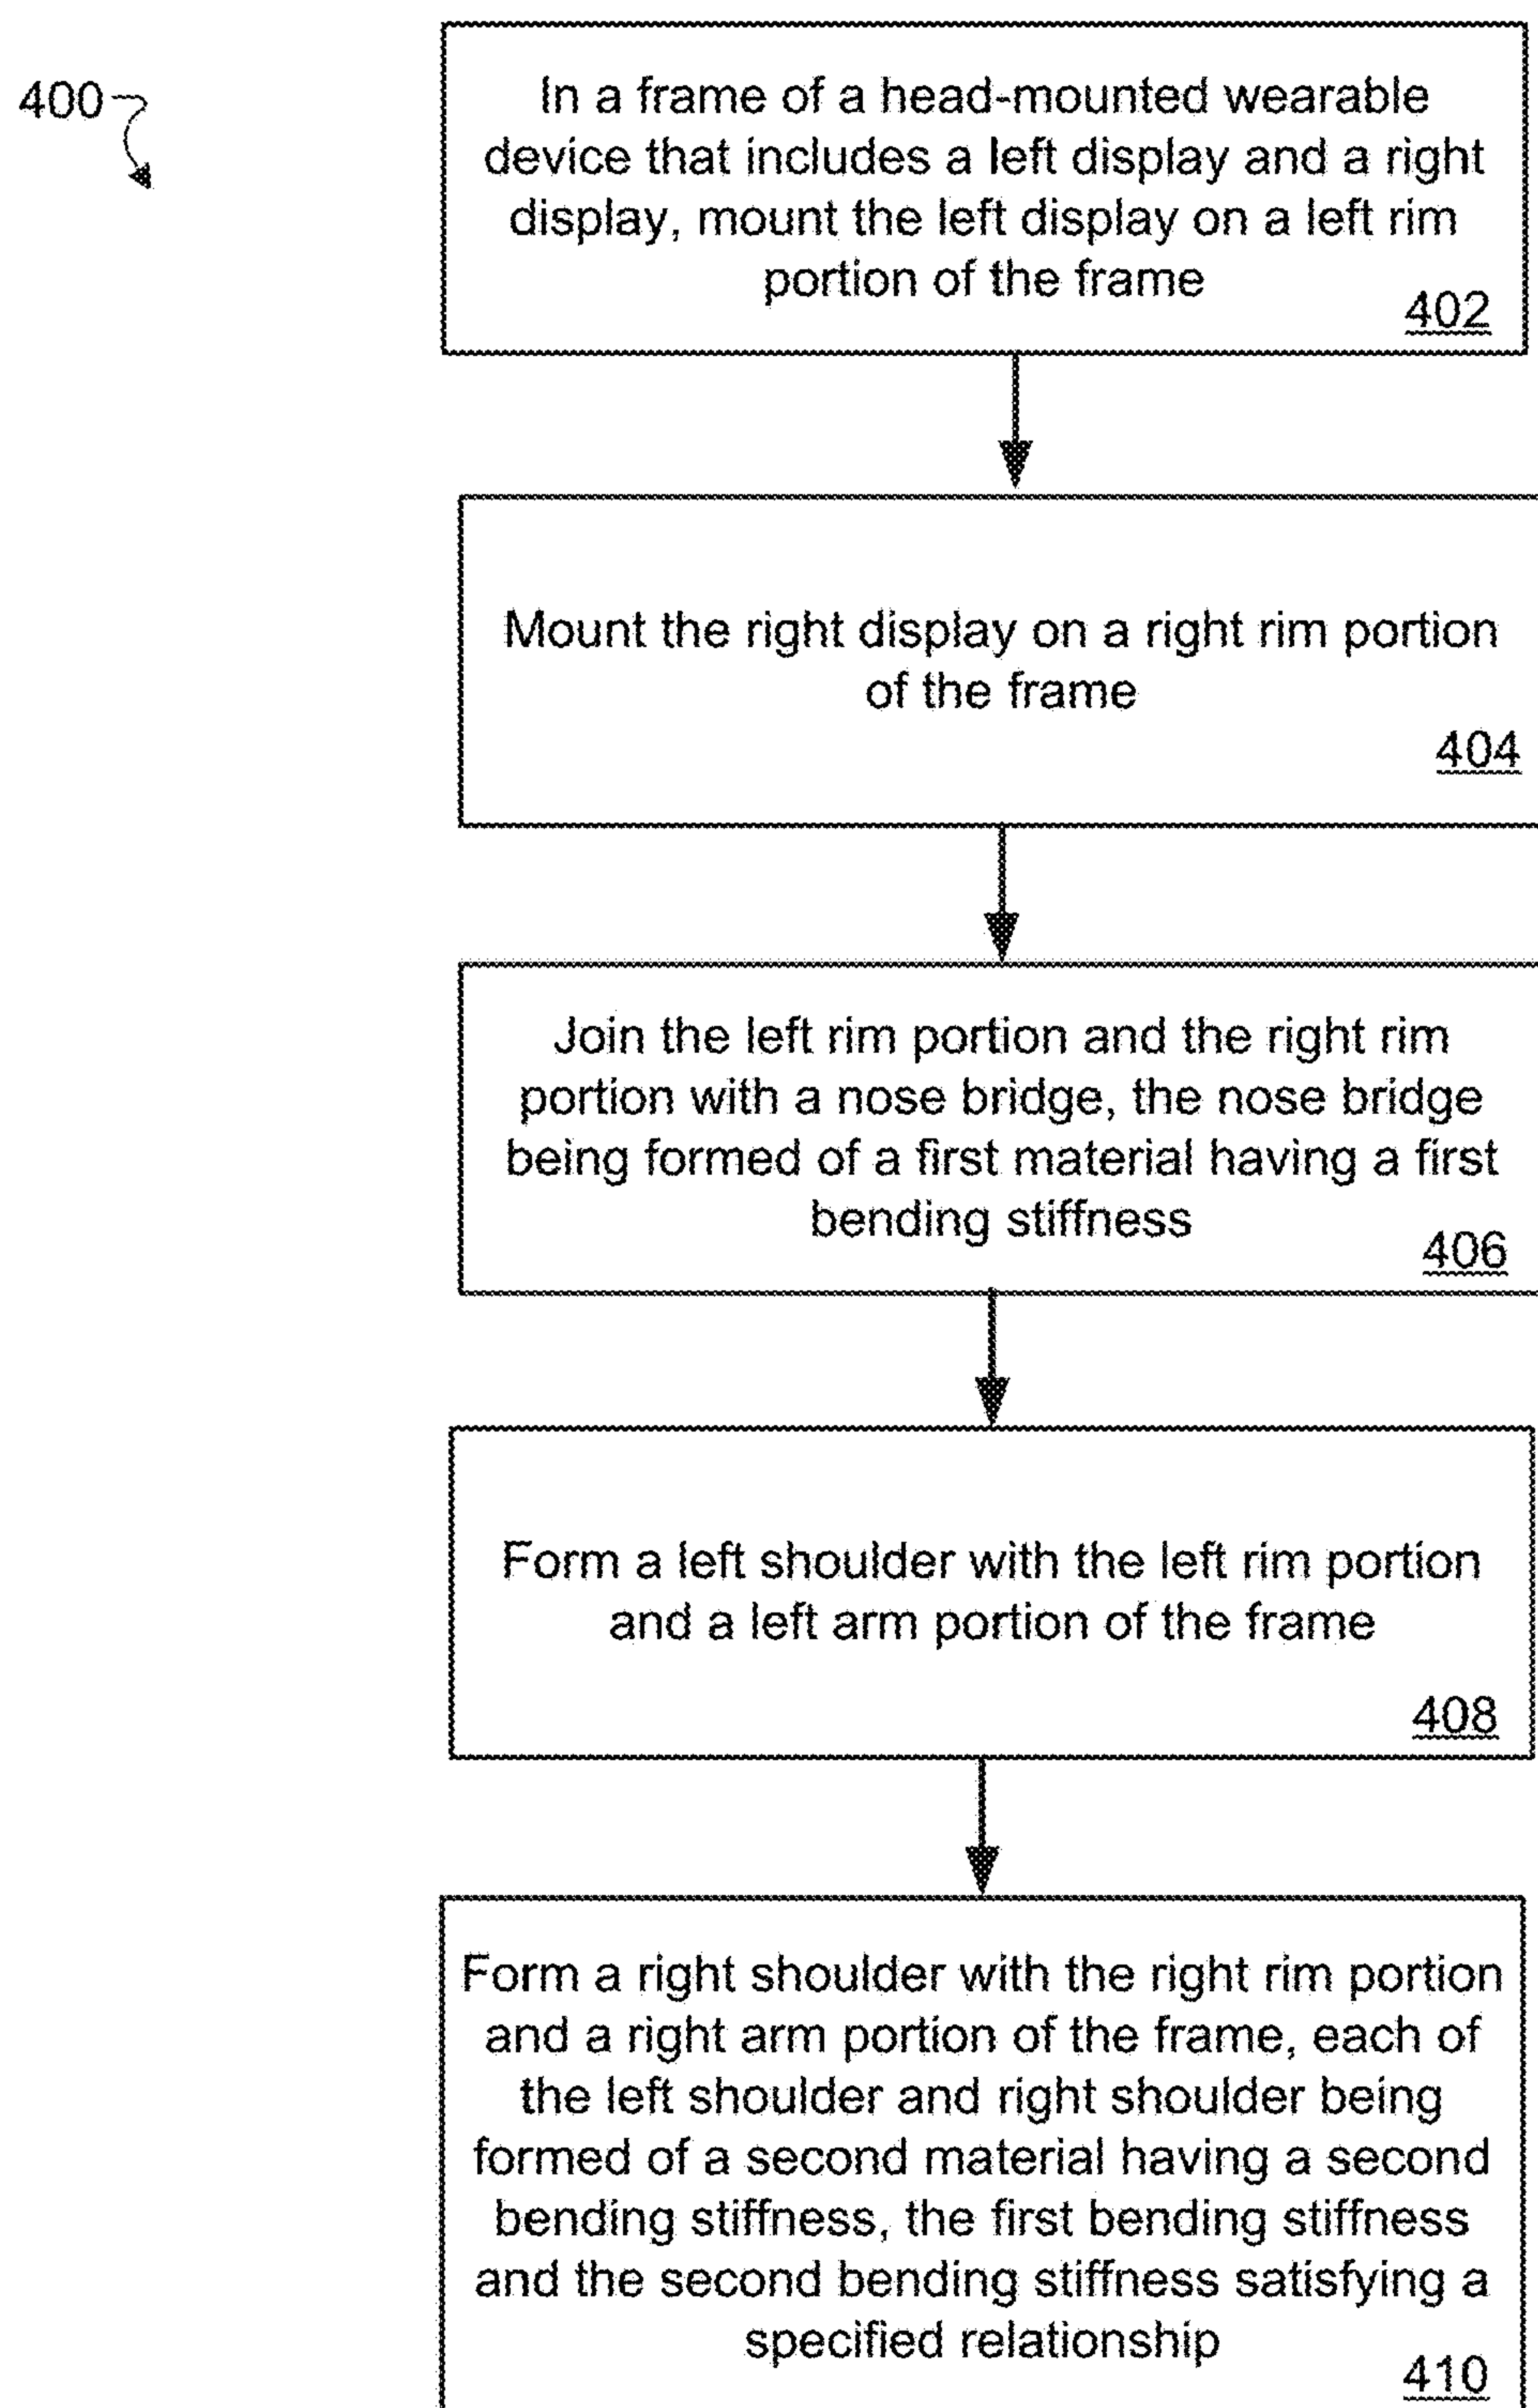 400
In a frame of a head-mounted wearable
device that includes a left display and a right
display, mount the left display on a left rim
portion of the frame
402
Mount the right display on a right rim portion
of the frame
404
Join the left rim portion and the right rim
portion with a nose bridge, the nose bridge
being formed of a first material having a first
bending stiffness
406
Form a left shoulder with the left rim portion
and a left arm portion of the frame
408
Form a right shoulder with the right rim portion
and a right arm portion of the frame, each of
the left shoulder and right shoulder being
formed of a second material having a second
bending stiffness, the first bending stiffness
and the second bending stiffness satisfying a
specified relationship
410